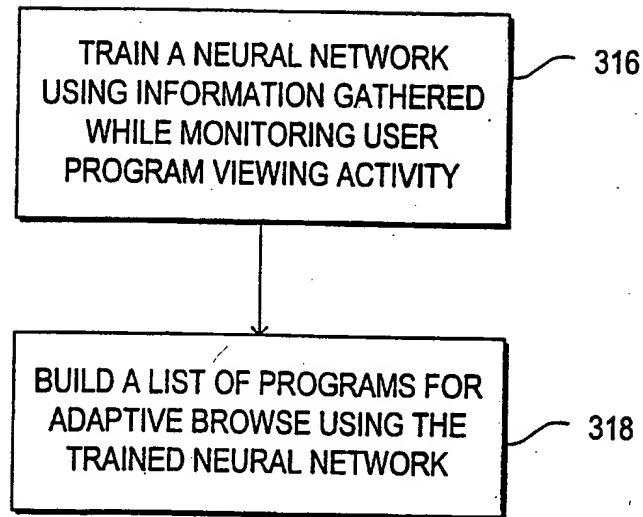 TRAIN A NEURAL NETWORK
USING INFORMATION GATHERED
WHILE MONITORING USER
PROGRAM VIEWING ACTIVITY
316
BUILD A LIST OF PROGRAMS FOR
ADAPTIVE BROWSE USING THE
TRAINED NEURAL NETWORK
318